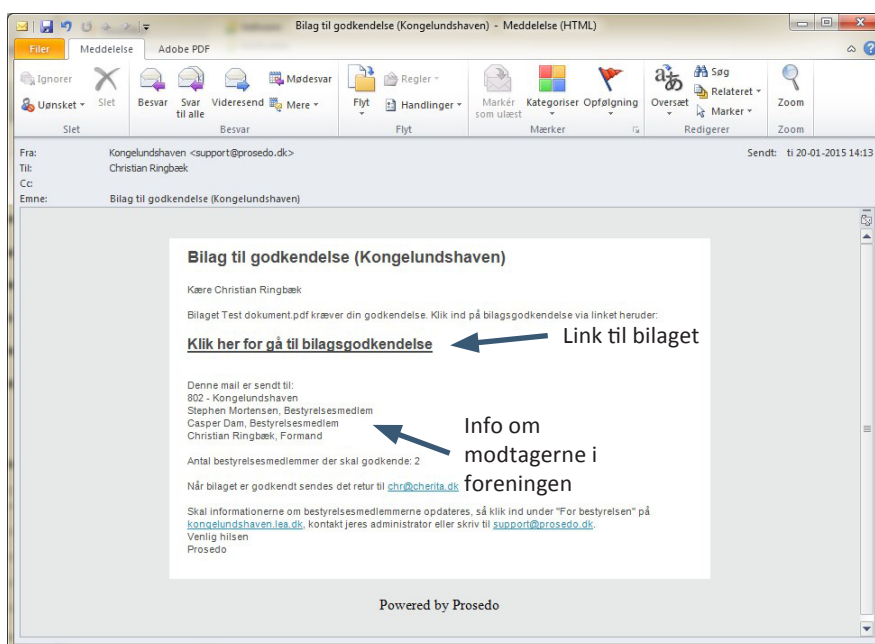 Bilag til godkendelse (Kongelundshaven) - Meddelelse (HTML)
Filer Meddelelse Adobe PDF
Ignorer
Uønsket
Slet
Besvar
Svar til alle
Videresend
Mødesvar
Mere
Flyt
Regler
Handlinger
Markér som ulæst
Kategoriser
Opfølgning
Oversæt
Søg
Relateret
Marker
Zoom
Slet Besvar Flyt Mærker Redigerer Zoom
Fra: Kongelundshaven <support@prosedo.dk> Sendt: ti 20-01-2015 14:13
Til: Christian Ringbæk
Cc:
Emne: Bilag til godkendelse (Kongelundshaven)
Bilag til godkendelse (Kongelundshaven)
Kære Christian Ringbæk
Bilaget Test dokument.pdf kræver din godkendelse. Klik ind på bilagsgodkendelse via linket heruder:
Klik her for gå til bilagsgodkendelse
Link til bilaget
Denne mail er sendt til:
802 - Kongelundshaven
Stephen Mortensen, Bestyrelsesmedlem
Casper Dam, Bestyrelsesmedlem
Christian Ringbæk, Formand
Info om
modtagerne i
foreningen
Antal bestyrelsesmedlemmer der skal godkende: 2
Når bilaget er godkendt sendes det retur til chr@cherita.dk
Skal informationerne om bestyrelsesmedlemmerne opdateres, så klik ind under "For bestyrelsen" på
kongelundshaven.lea.dk, kontakt jeres administrator eller skriv til support@prosedo.dk.
Venlig hilsen
Prosedo
Powered by Prosedo